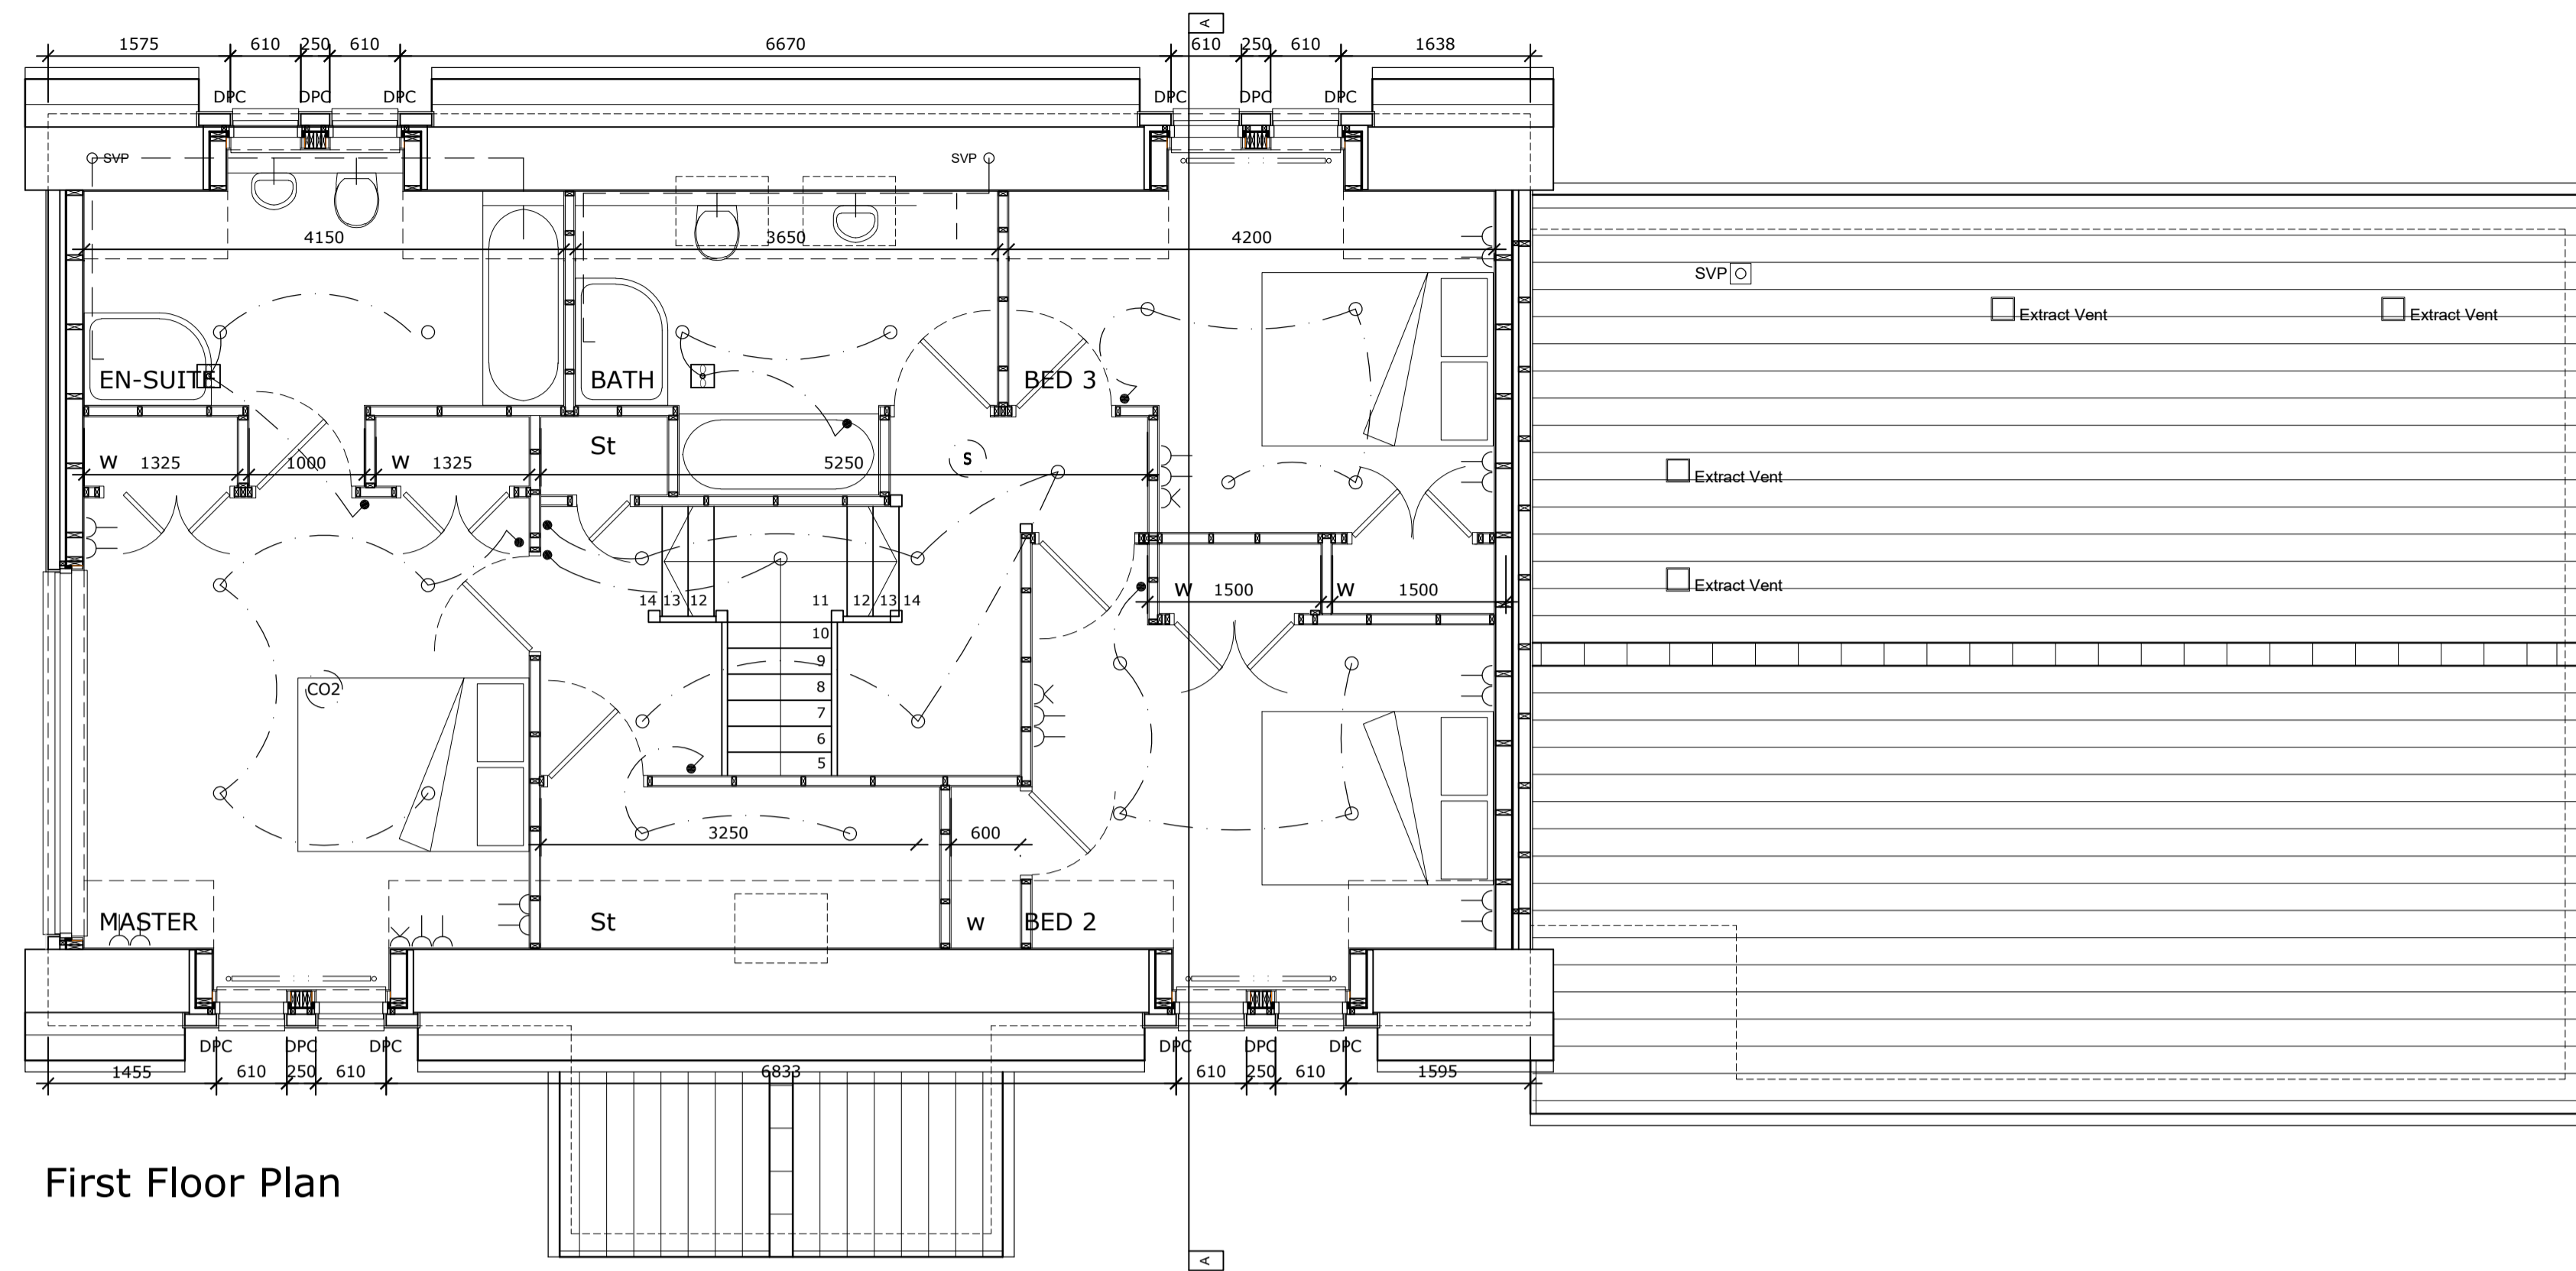 A
1575 610 250 610 6670 610 250 610 1638
DPC DPC DPC DPC DPC DPC
SVP SVP
4150 3650 4200
SVP
Extract Vent Extract Vent
EN-SUITE BATH BED 3
St
W 1325 1000 W 1325 5250 S
Extract Vent
Extract Vent
W 1500 W 1500
14 13 12 11 12 13 14
10
9
8
7
6
5
CO2
3250 600
MASTER St w BED 2
DPC DPC DPC DPC DPC DPC
1455 610 250 610 6833 610 250 610 1595
First Floor Plan
A